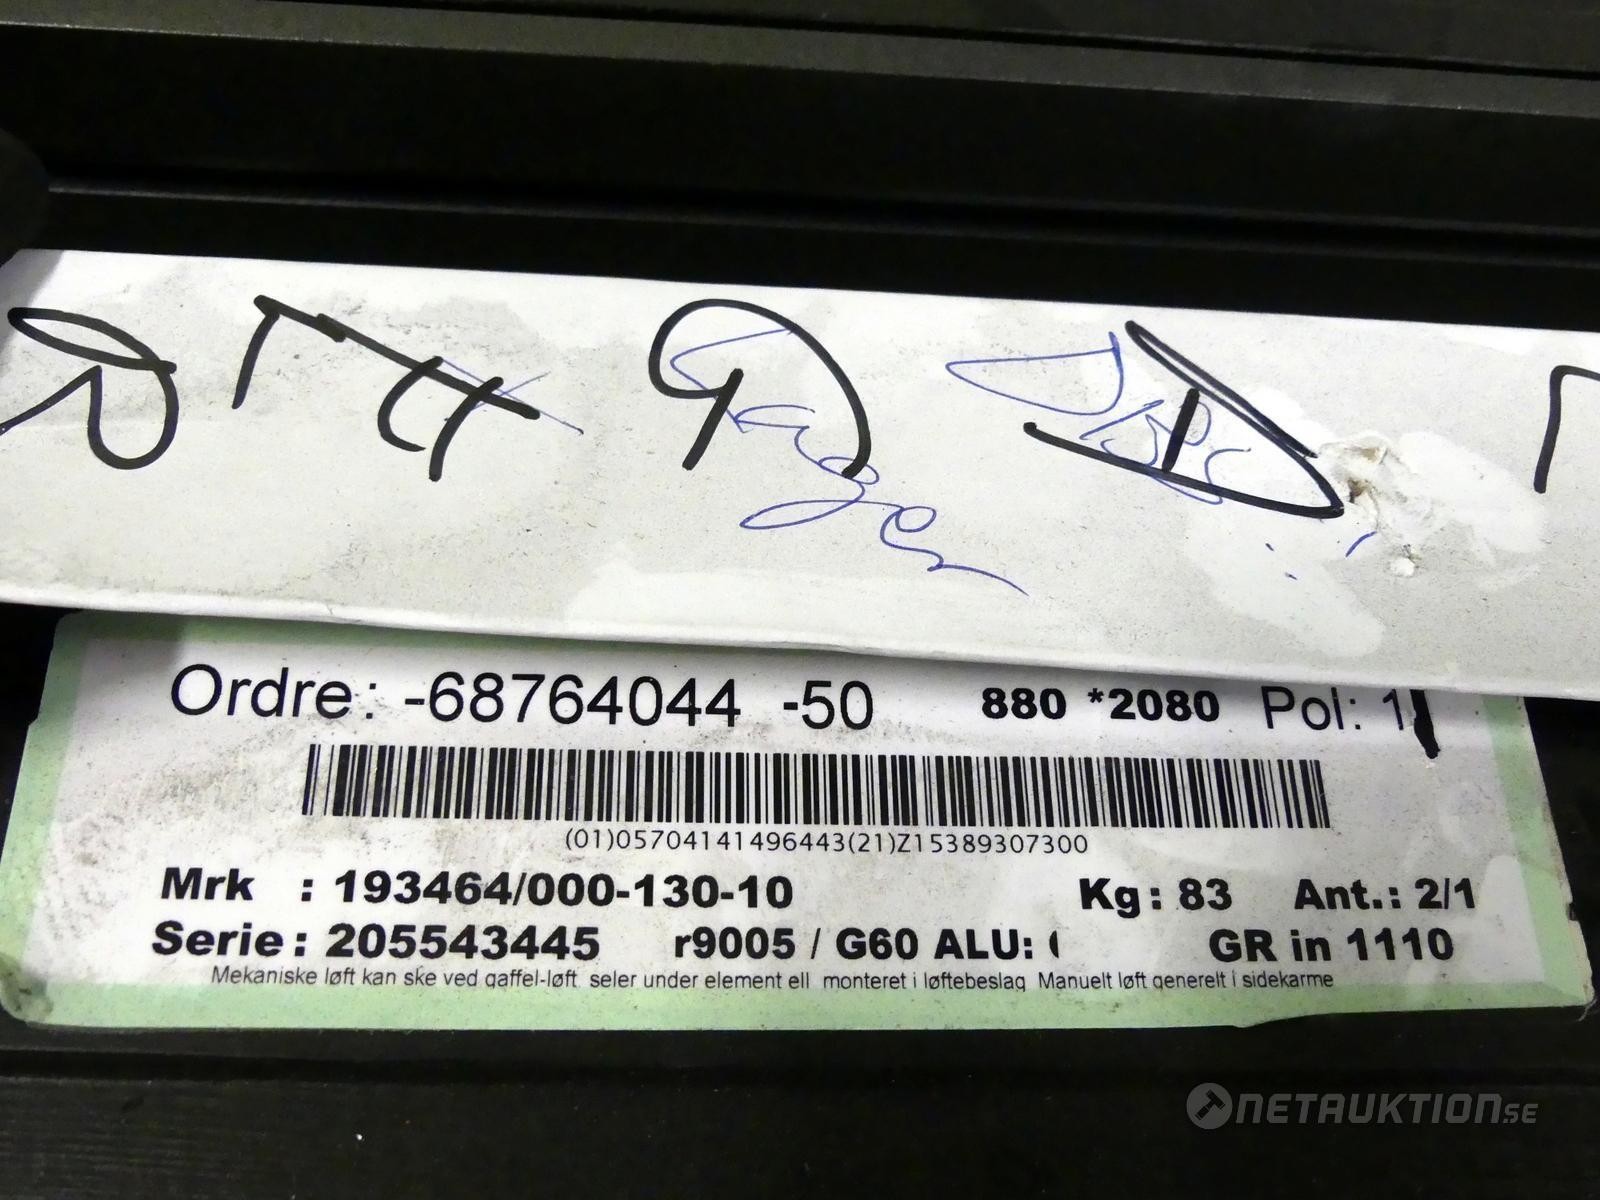 Ordre: -68764044 -50 880 *2080 Pol: 1
(01)05704141496443(21)Z15389307300
Mrk : 193464/000-130-10 Kg: 83 Ant.: 2/1
Serie: 205543445 r9005 / G60 ALU: GR in 1110
Mekaniske løft kan ske ved gaffel-løft seler under element ell monteret i løftebeslag Manuelt løft generelt i sidekarme
NETAUKTION.SE